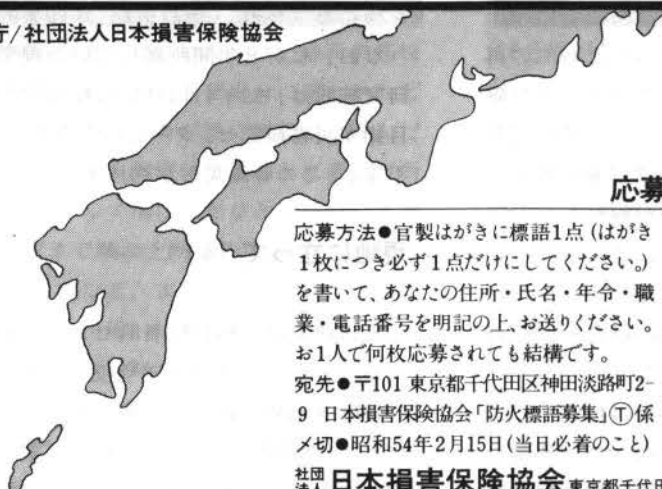 庁/社団法人日本損害保険協会
応募
応募方法●官製はがきに標語1点(はがき
1枚につき必ず1点だけにしてください。)
を書いて、あなたの住所・氏名・年令・職
業・電話番号を明記の上、お送りください。
お1人で何枚応募されても結構です。
宛先●〒101 東京都千代田区神田淡路町2-
9 日本損害保険協会「防火標語募集」Ⓣ係
〆切●昭和54年2月15日(当日必着のこと)
社団法人 日本損害保険協会 東京都千代田